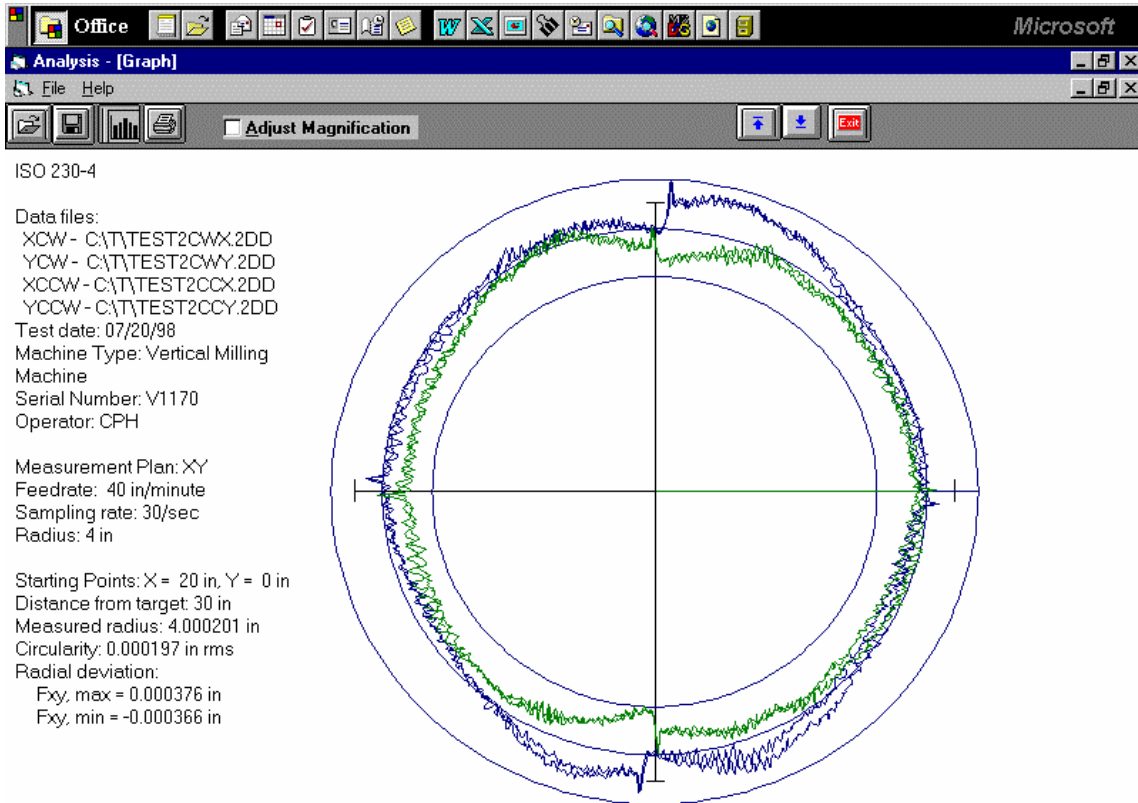 Office
Microsoft
Analysis - [Graph]
File Help
Adjust Magnification
Exit
ISO 230-4
Data files:
XCW - C:\T\TEST2CWX.2DD
YCW - C:\T\TEST2CWY.2DD
XCCW - C:\T\TEST2CCX.2DD
YCCW - C:\T\TEST2CCY.2DD
Test date: 07/20/98
Machine Type: Vertical Milling
Machine
Serial Number: V1170
Operator: CPH
Measurement Plan: XY
Feedrate: 40 in/minute
Sampling rate: 30/sec
Radius: 4 in
Starting Points: X = 20 in, Y = 0 in
Distance from target: 30 in
Measured radius: 4.000201 in
Circularity: 0.000197 in rms
Radial deviation:
Fxy, max = 0.000376 in
Fxy, min = -0.000366 in